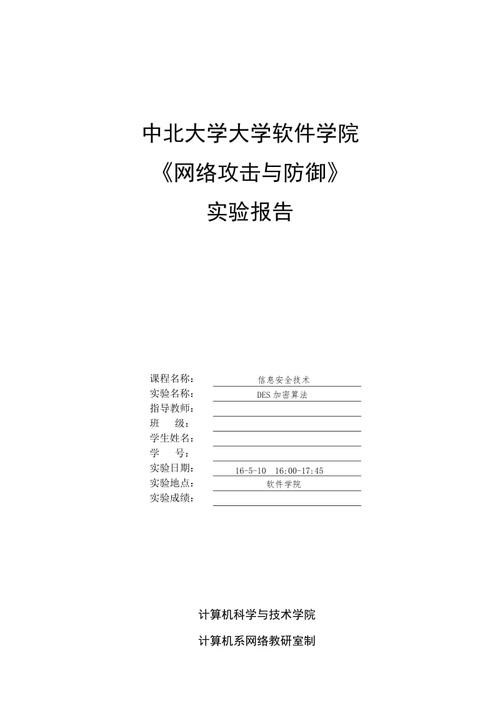 中北大学大学软件学院
《网络攻击与防御》
实验报告
课程名称： 信息安全技术
实验名称： DES 加密算法
指导教师：
班 级：
学生姓名：
学 号：
实验日期： 16-5-10 16:00-17:45
实验地点： 软件学院
实验成绩：
计算机科学与技术学院
计算机系网络教研室制